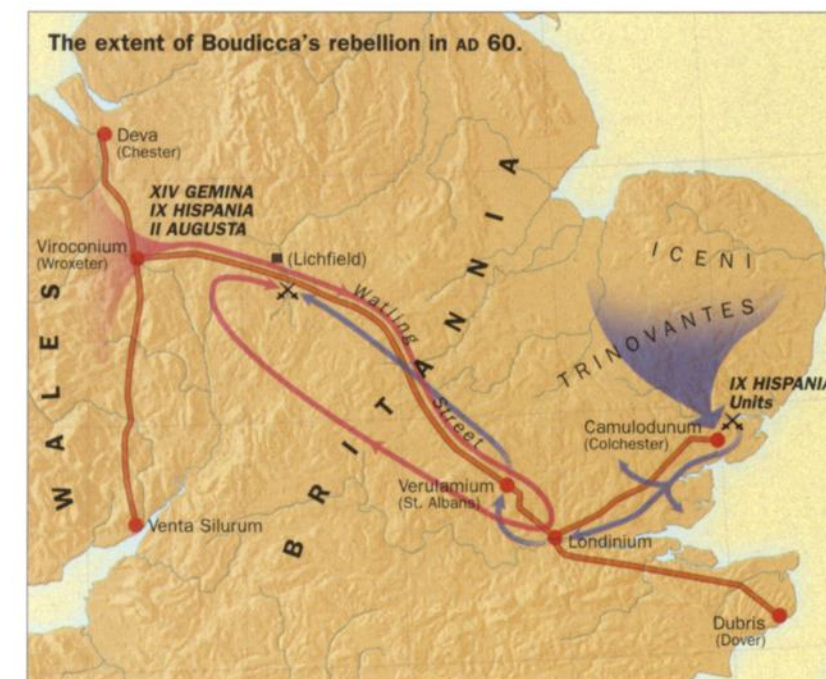 The extent of Boudicca's rebellion in AD 60.
Deva
(Chester)
XIV GEMINA
IX HISPANIA
II AUGUSTA
Viroconium
(Wroxeter)
(Lichfield)
Watling
Street
WALES
BRITANNIA
ICENI
TRINOVANTES
IX HISPANIA
Units
Camulodunum
(Colchester)
Verulamium
(St. Albans)
Venta Silurum
Londinium
Dubris
(Dover)